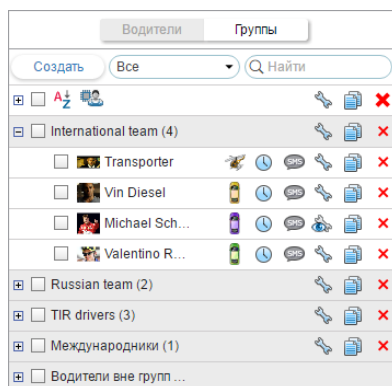 Водители Группы
Создать Все Найти
A Z
International team (4)
Transporter SMS
Vin Diesel SMS
Michael Sch... SMS
Valentino R... SMS
Russian team (2)
TIR drivers (3)
Международники (1)
Водители вне групп ...